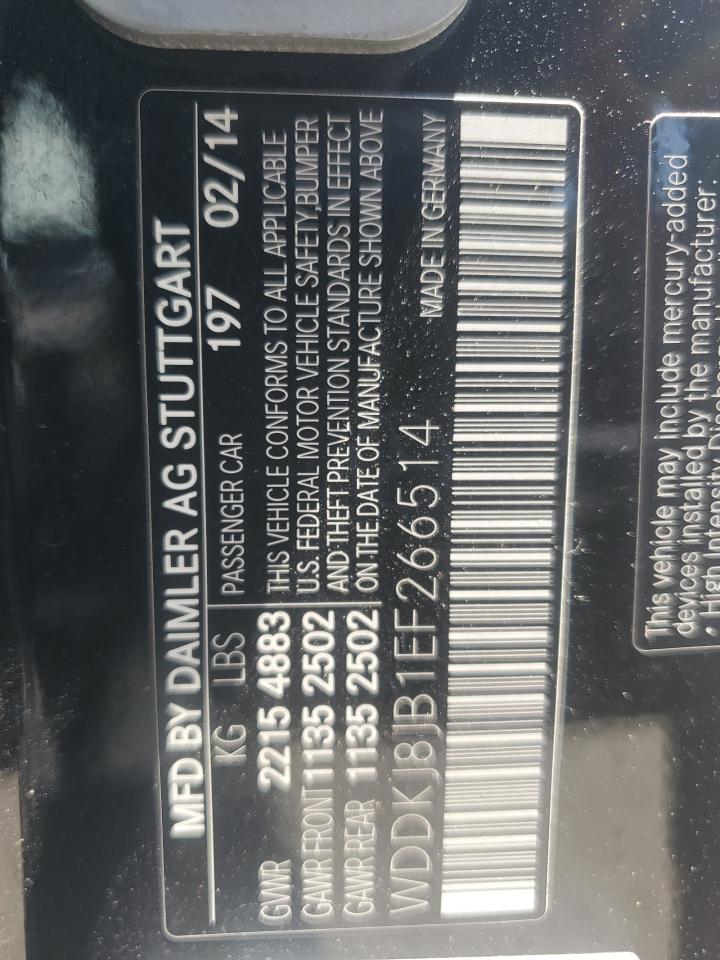 MFD BY DAIMLER AG STUTTGART
KG LBS PASSENGER CAR 197 02/14
GWR 2215 4883 THIS VEHICLE CONFORMS TO ALL APPLICABLE
GAWR FRONT 1135 2502 U.S. FEDERAL MOTOR VEHICLE SAFETY,BUMPER
AND THEFT PREVENTION STANDARDS IN EFFECT
GAWR REAR 1135 2502 ON THE DATE OF MANUFACTURE SHOWN ABOVE
WDDKJ8JB1EF266514 MADE IN GERMANY
This vehicle may include mercury-added
devices installed by the manufacturer:
• High Intensity